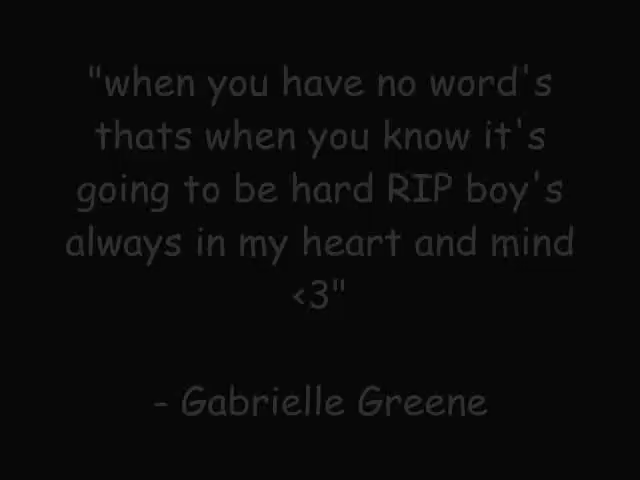 "when you have no word's
thats when you know it's
going to be hard RIP boy's
always in my heart and mind
<3"
- Gabrielle Greene